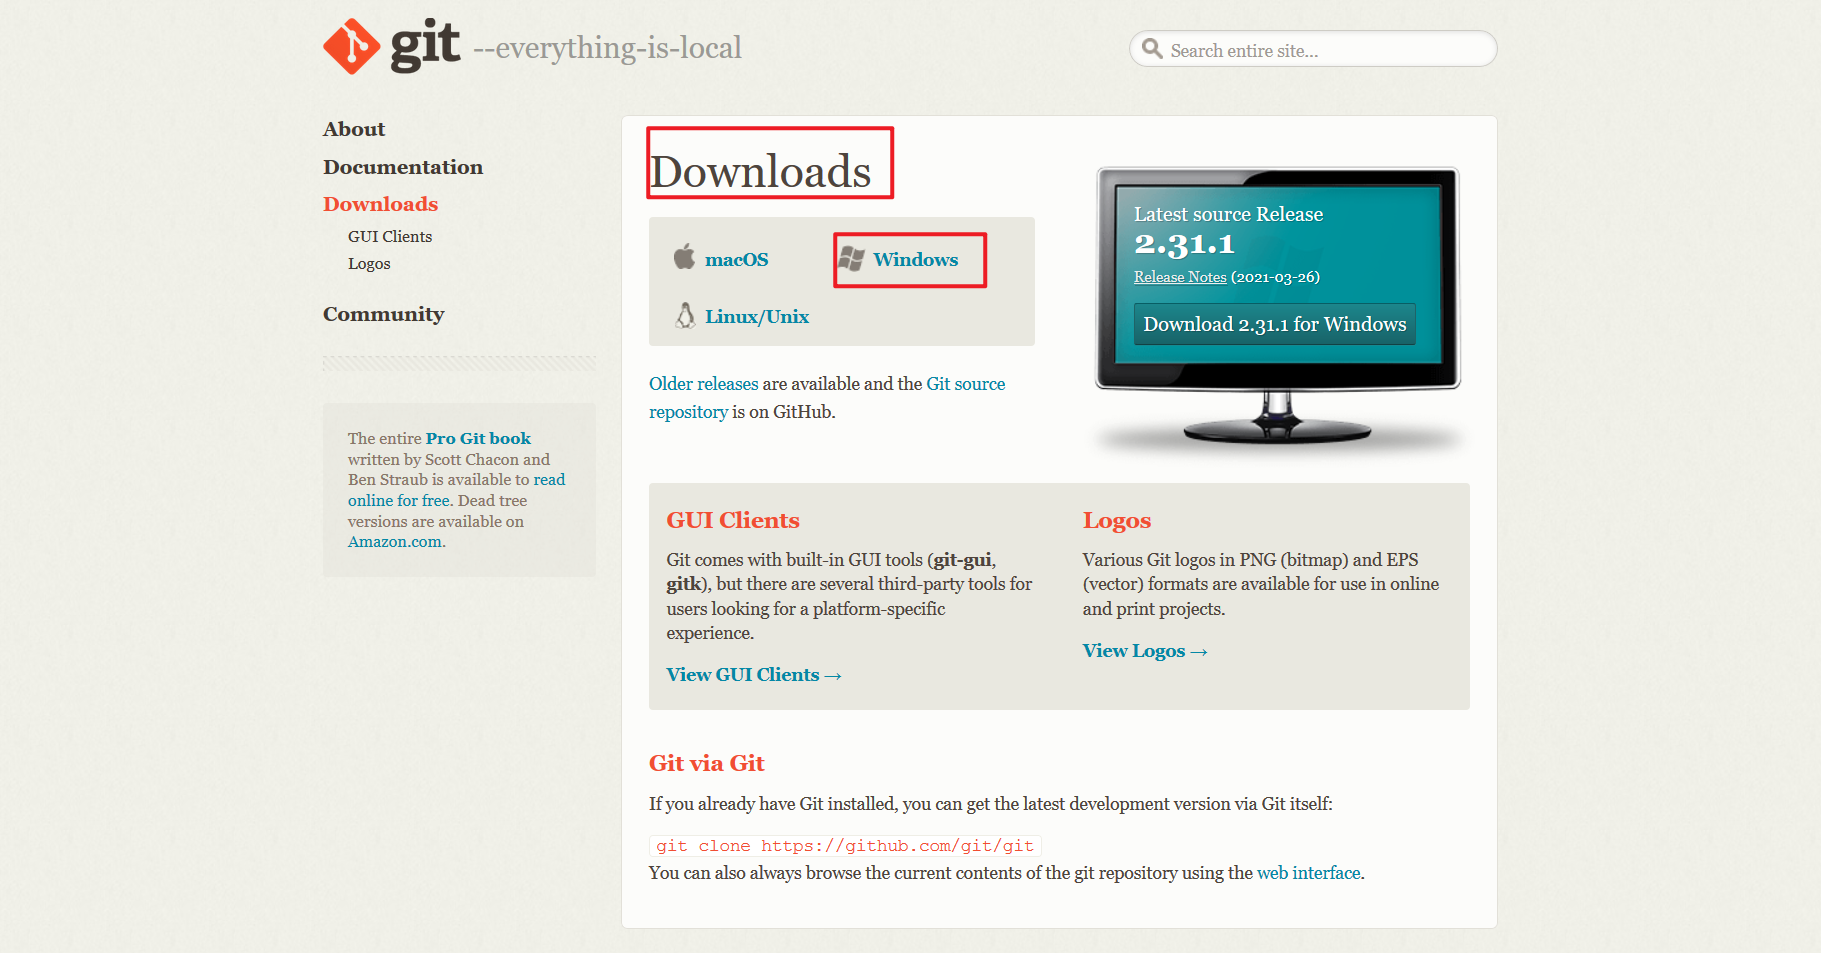 git --everything-is-local
Search entire site...
About
Documentation
Downloads
GUI Clients
Logos
Community
The entire Pro Git book
written by Scott Chacon and
Ben Straub is available to read
online for free. Dead tree
versions are available on
Amazon.com.
Downloads
macOS
Windows
Linux/Unix
Older releases are available and the Git source
repository is on GitHub.
Latest source Release
2.31.1
Release Notes (2021-03-26)
Download 2.31.1 for Windows
GUI Clients
Git comes with built-in GUI tools (git-gui,
gitk), but there are several third-party tools for
users looking for a platform-specific
experience.
View GUI Clients →
Logos
Various Git logos in PNG (bitmap) and EPS
(vector) formats are available for use in online
and print projects.
View Logos →
Git via Git
If you already have Git installed, you can get the latest development version via Git itself:
git clone https://github.com/git/git
You can also always browse the current contents of the git repository using the web interface.